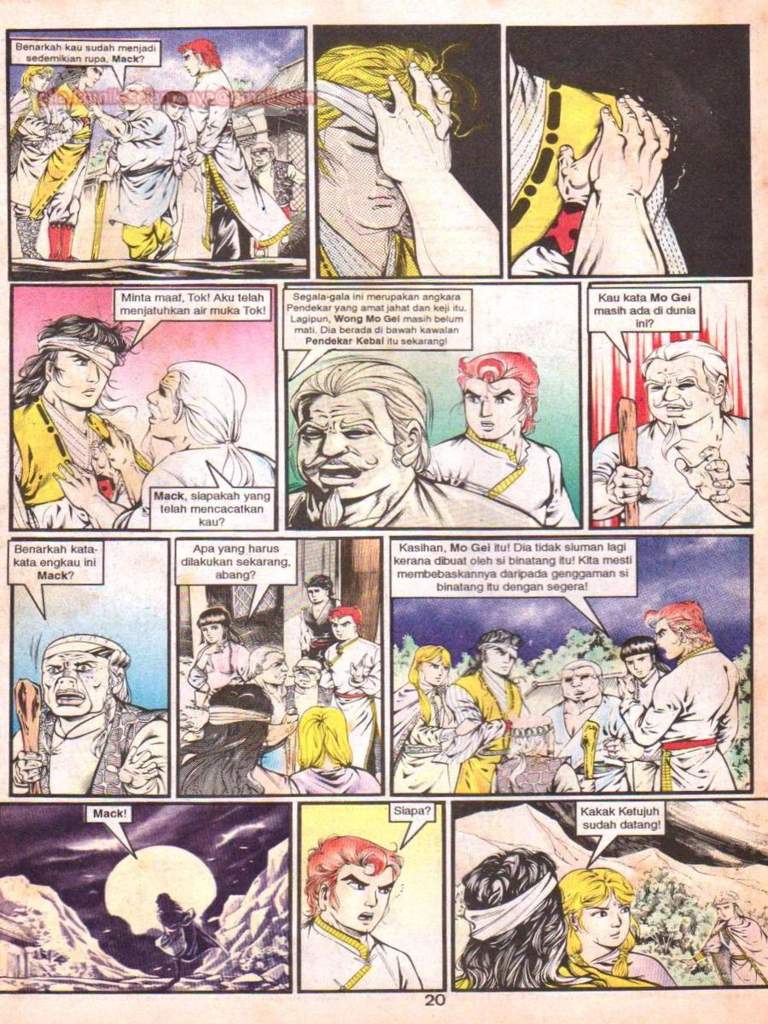 Benarkah kau sudah menjadi
sedemikian rupa, Mack?
Minta maaf, Tok! Aku telah
menjatuhkan air muka Tok!
Mack, siapakah yang
telah mencacatkan
kau?
Segala-gala ini merupakan angkara
Pendekar yang amat jahat dan keji itu.
Lagipun, Wong Mo Gei masih belum
mati. Dia berada di bawah kawalan
Pendekar Kebal itu sekarang!
Kau kata Mo Gei
masih ada di dunia
ini?
Benarkah kata-
kata engkau ini
Mack?
Apa yang harus
dilakukan sekarang,
abang?
Kasihan, Mo Gei itu! Dia tidak siuman lagi
kerana dibuat oleh si binatang itu! Kita mesti
membebaskannya daripada genggaman si
binatang itu dengan segera!
Mack!
Siapa?
Kakak Ketujuh
sudah datang!
20